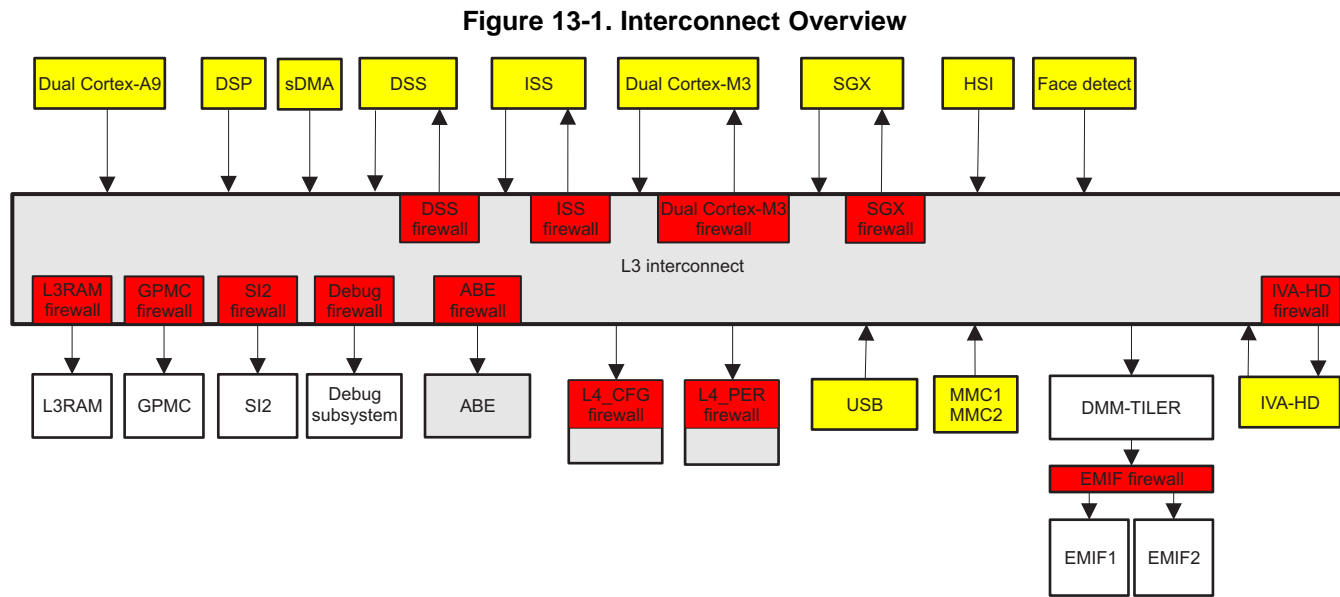 Figure 13-1. Interconnect Overview
Dual Cortex-A9
DSP
sDMA
DSS
ISS
Dual Cortex-M3
SGX
HSI
Face detect
DSS
firewall
ISS
firewall
Dual Cortex-M3
firewall
SGX
firewall
L3 interconnect
L3RAM
firewall
GPMC
firewall
SI2
firewall
Debug
firewall
ABE
firewall
IVA-HD
firewall
L3RAM
GPMC
SI2
Debug
subsystem
ABE
L4_CFG
firewall
L4_PER
firewall
USB
MMC1
MMC2
DMM-TILER
IVA-HD
EMIF firewall
EMIF1
EMIF2